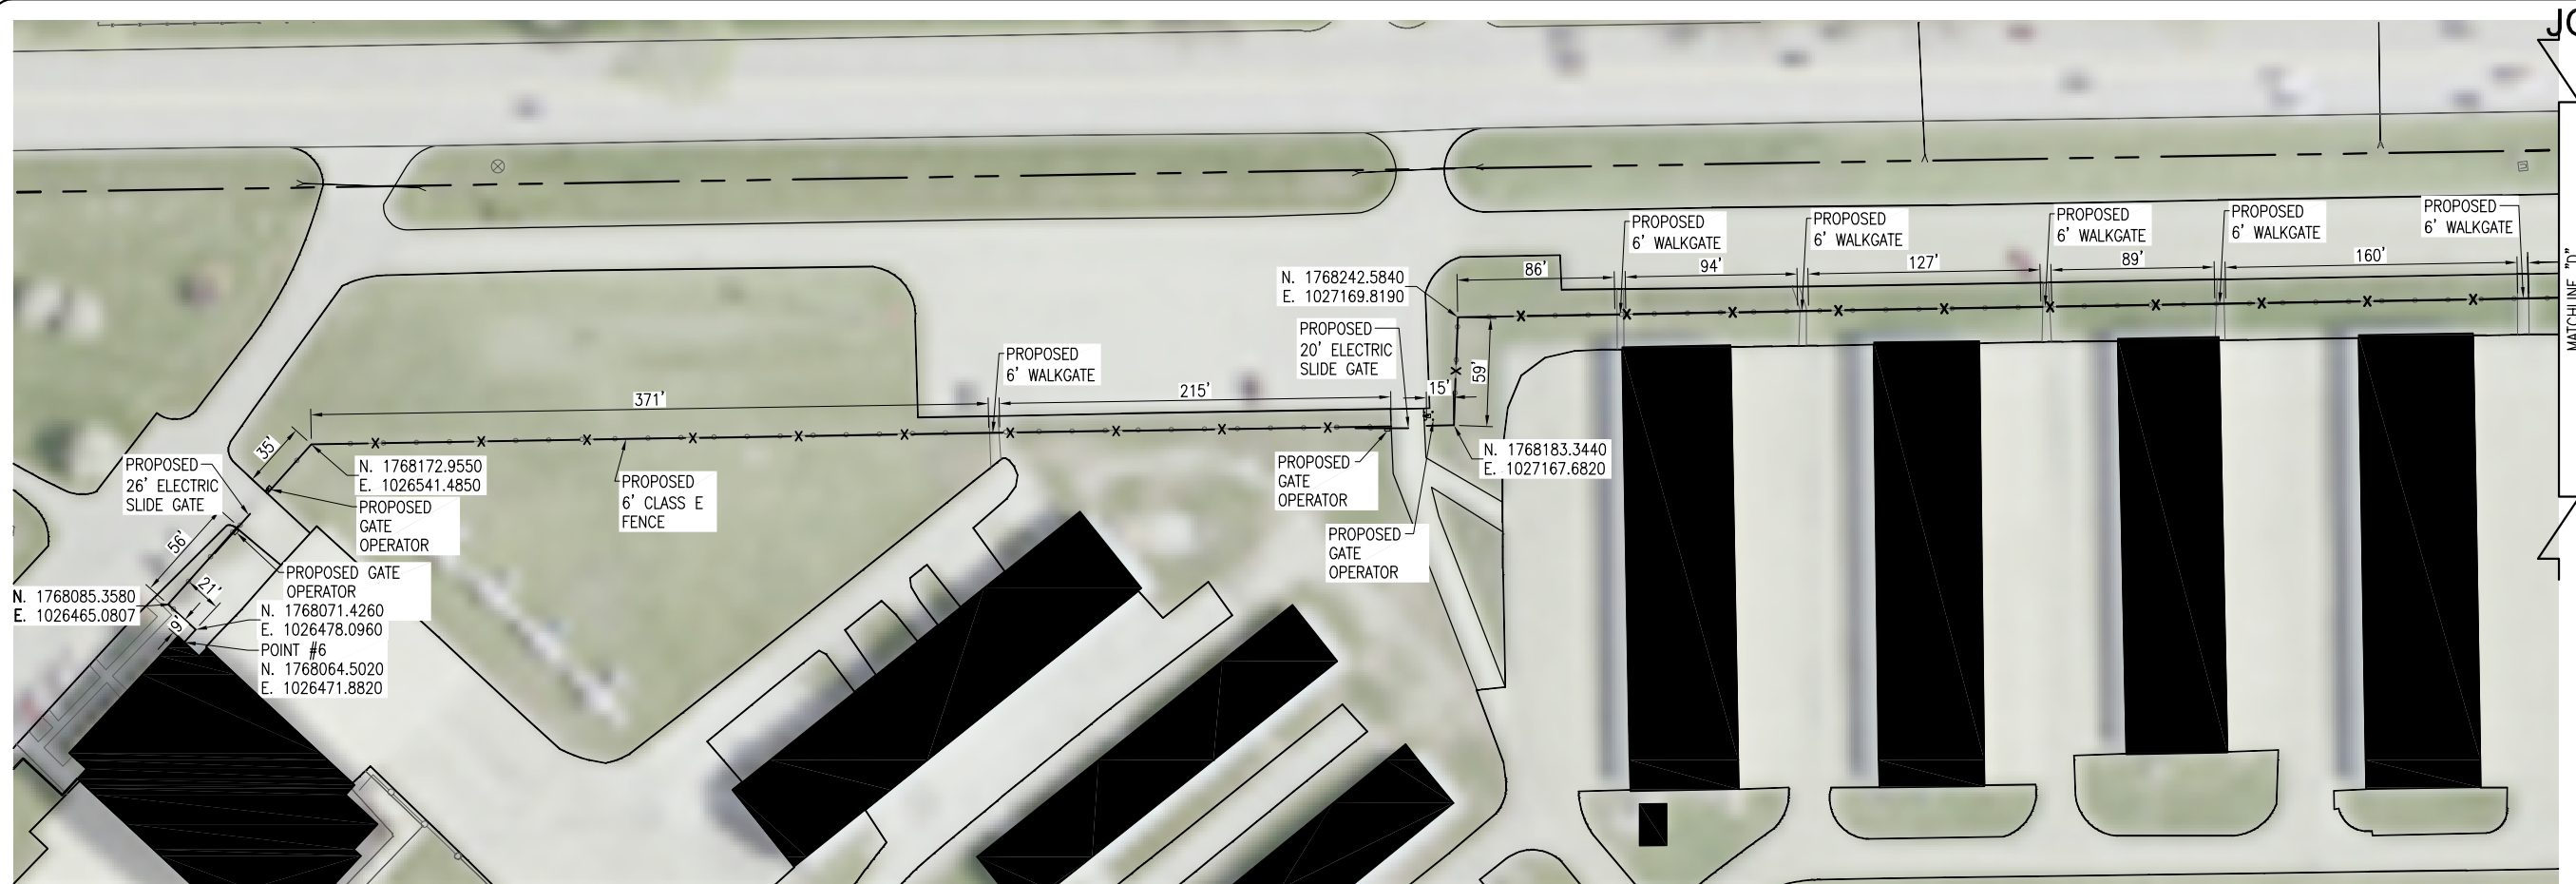 JO
PROPOSED
6' WALKGATE
PROPOSED
6' WALKGATE
PROPOSED
6' WALKGATE
PROPOSED
6' WALKGATE
PROPOSED
6' WALKGATE
86'
94'
127'
89'
160'
MATCHLINE "D"
N. 1768242.5840
E. 1027169.8190
PROPOSED
20' ELECTRIC
SLIDE GATE
15'
59'
PROPOSED
6' WALKGATE
371'
215'
35'
N. 1768172.9550
E. 1026541.4850
PROPOSED
6' CLASS E
FENCE
PROPOSED
GATE
OPERATOR
N. 1768183.3440
E. 1027167.6820
PROPOSED
GATE
OPERATOR
PROPOSED
26' ELECTRIC
SLIDE GATE
PROPOSED
GATE
OPERATOR
56'
21'
9'
PROPOSED GATE
OPERATOR
N. 1768085.3580
E. 1026465.0807
N. 1768071.4260
E. 1026478.0960
POINT #6
N. 1768064.5020
E. 1026471.8820